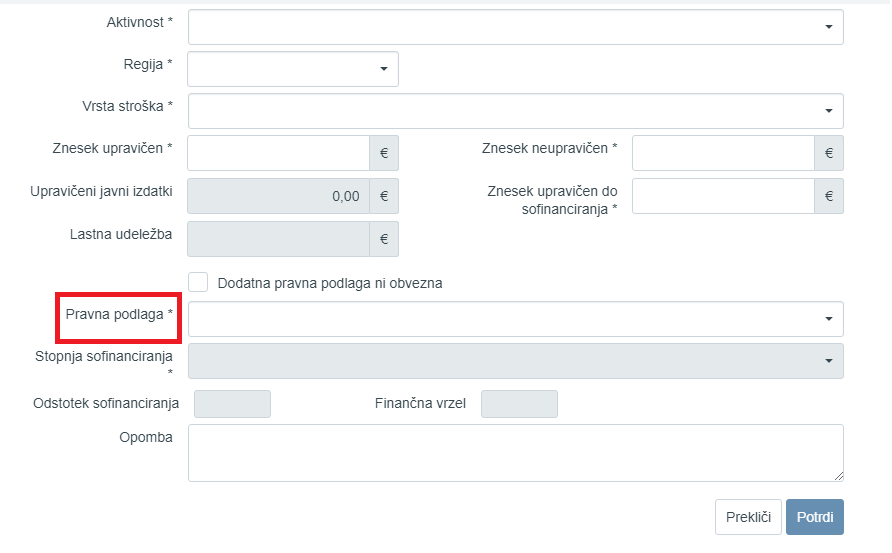 Aktivnost *
Regija *
Vrsta stroška *
Znesek upravičen * €
Znesek neupravičen * €
Upravičeni javni izdatki 0,00 €
Znesek upravičen do
sofinanciranja * €
Lastna udeležba €
Dodatna pravna podlaga ni obvezna
Pravna podlaga *
Stopnja sofinanciranja
*
Odstotek sofinanciranja
Finančna vrzel
Opomba
Prekliči
Potrdi